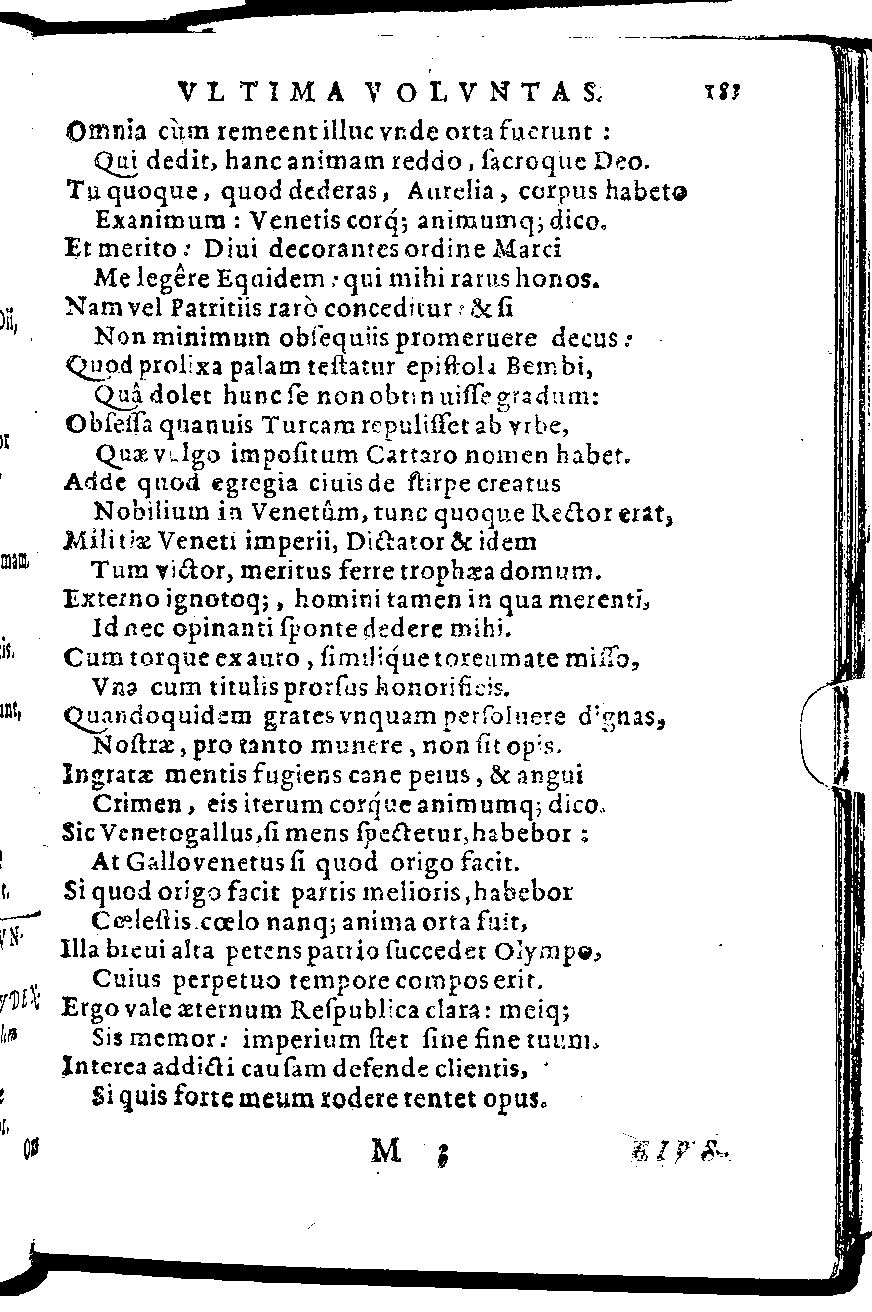 VLTIMA VOLVNTAS. 183
Omnia cùm remeent illuc vnde orta fuerunt :
Qui dedit, hanc animam reddo, ſacroque Deo.
Tu quoque, quod dederas, Aurelia, corpus habeto
Exanimum : Venetis corq́; animumq; dico.
Et merito : Diui decorantes ordine Marci
Me legêre Equidem : qui mihi rarus honos.
Nam vel Patritiis rarò conceditur : & ſi
Non minimum obſequiis promeruere decus :
Quod prolixa palam teſtatur epiſtola Bembi,
Quâ dolet hunc ſe non obtinuiſſe gradum:
Obſeſſa quanuis Turcam repuliſſet ab vrbe,
Quæ vulgo impoſitum Cattaro nomen habet.
Adde quod egregia ciuis de ſtirpe creatus
Nobilium in Venetûm, tunc quoque Rector erat,
Militiæ Veneti imperii, Dictator & idem
Tum victor, meritus ferre trophæa domum.
Externo ignotoq; , homini tamen in qua merenti,
Id nec opinanti ſponte dedere mihi.
Cum torque ex auro, ſimiliq́ue toreumate miſſo,
Vna cum titulis prorſus honorificis.
Quandoquidem grates vnquam perſoluere dignas,
Noſtræ, pro tanto munere, non ſit opis.
Ingratæ mentis fugiens cane peius, & angui
Crimen, eis iterum corq́ue animumq; dico.
Sic Venetogallus, ſi mens ſpectetur, habebor :
At Gallovenetus ſi quod origo facit.
Si quod origo facit partis melioris, habebor
Cœleſtis. cœlo nanq; anima orta fuit,
Illa breui alta petens patrio ſuccedet Olympo,
Cuius perpetuo tempore compos erit.
Ergo vale æternum Reſpublica clara : meiq;
Sis memor : imperium ſtet ſine fine tuum.
Interea addicti cauſam defende clientis,
Si quis forte meum rodere tentet opus.
M 3 EIVS